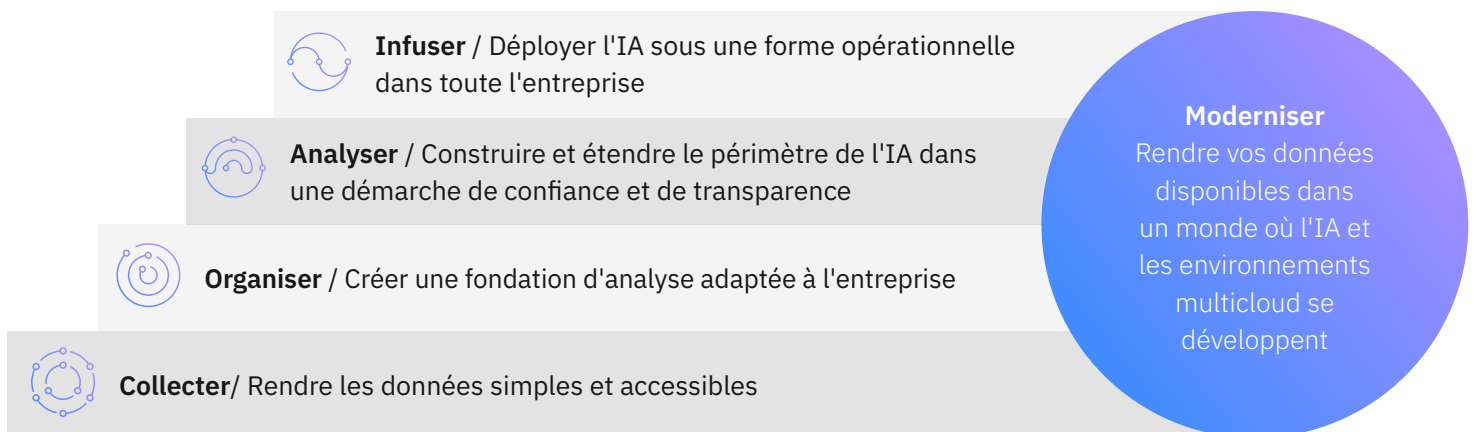 Infuser / Déployer l'IA sous une forme opérationnelle
dans toute l'entreprise
Analyser / Construire et étendre le périmètre de l'IA dans
une démarche de confiance et de transparence
Organiser / Créer une fondation d'analyse adaptée à l'entreprise
Collecter/ Rendre les données simples et accessibles
Moderniser
Rendre vos données
disponibles dans
un monde où l'IA et
les environnements
multicloud se
développent